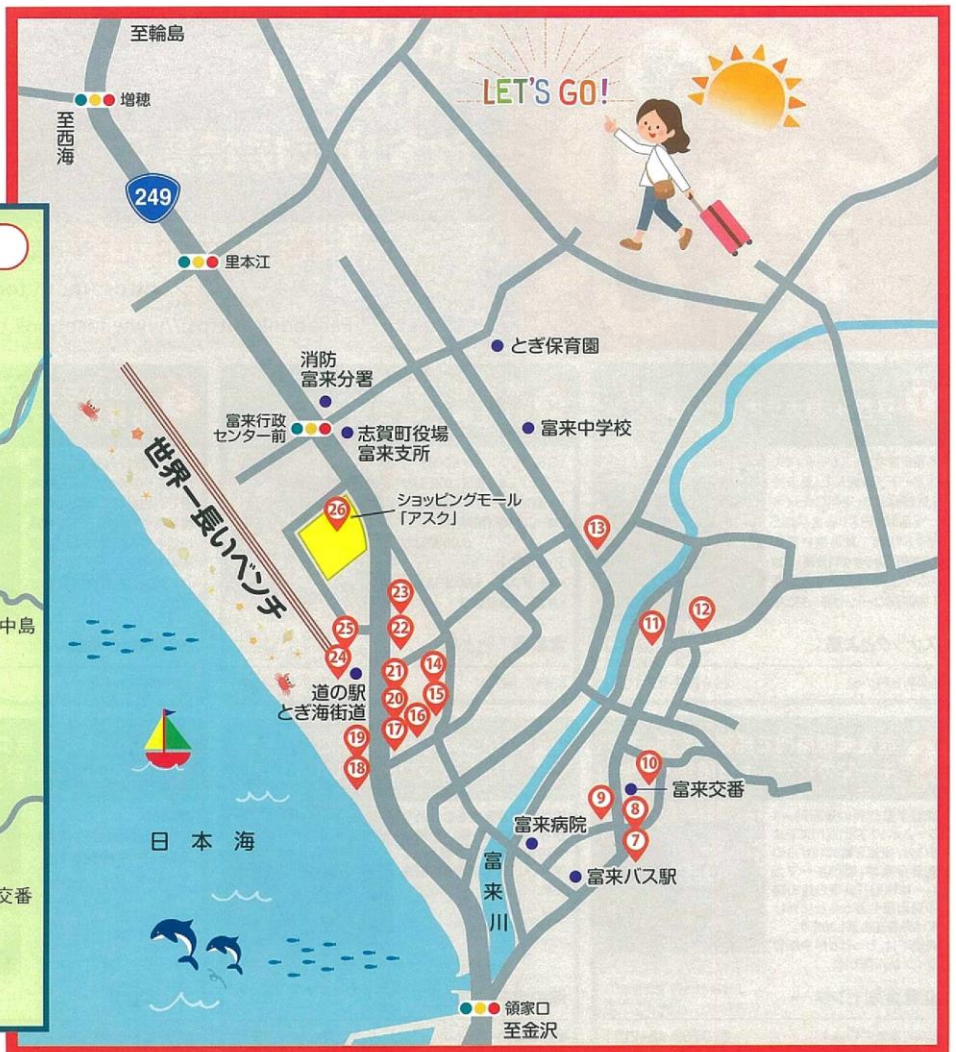 至輪島
LET'S GO!
増穂
至西海
249
里本江
とぎ保育園
消防
富来分署
富来行政
センター前
志賀町役場
富来支所
富来中学校
世界一長いベンチ
26
ショッピングモール
「アスク」
13
23
22
25
24
21
20
14
15
16
17
11
12
道の駅
とぎ海街道
19
18
10
富来交番
9
8
7
富来病院
富来バス駅
日本海
富来川
領家口
至金沢
中島
交番